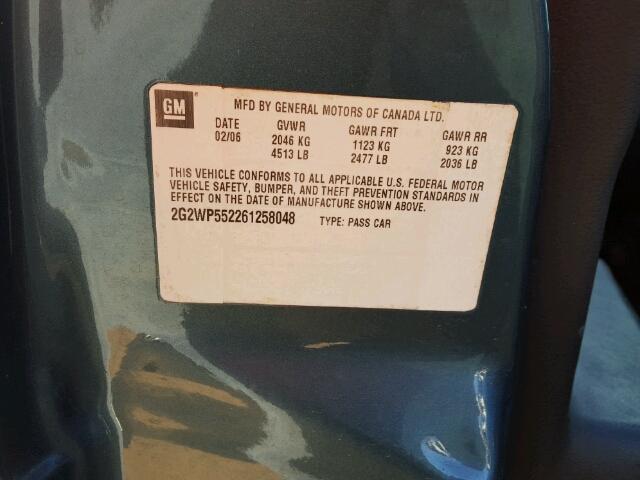 GM MFD BY GENERAL MOTORS OF CANADA LTD.
DATE GVWR GAWR FRT GAWR RR
02/06 2046 KG 1123 KG 923 KG
4513 LB 2477 LB 2036 LB
THIS VEHICLE CONFORMS TO ALL APPLICABLE U.S. FEDERAL MOTOR
VEHICLE SAFETY, BUMPER, AND THEFT PREVENTION STANDARDS IN
EFFECT ON THE DATE OF MANUFACTURE SHOWN ABOVE.
2G2WP552261258048 TYPE: PASS CAR